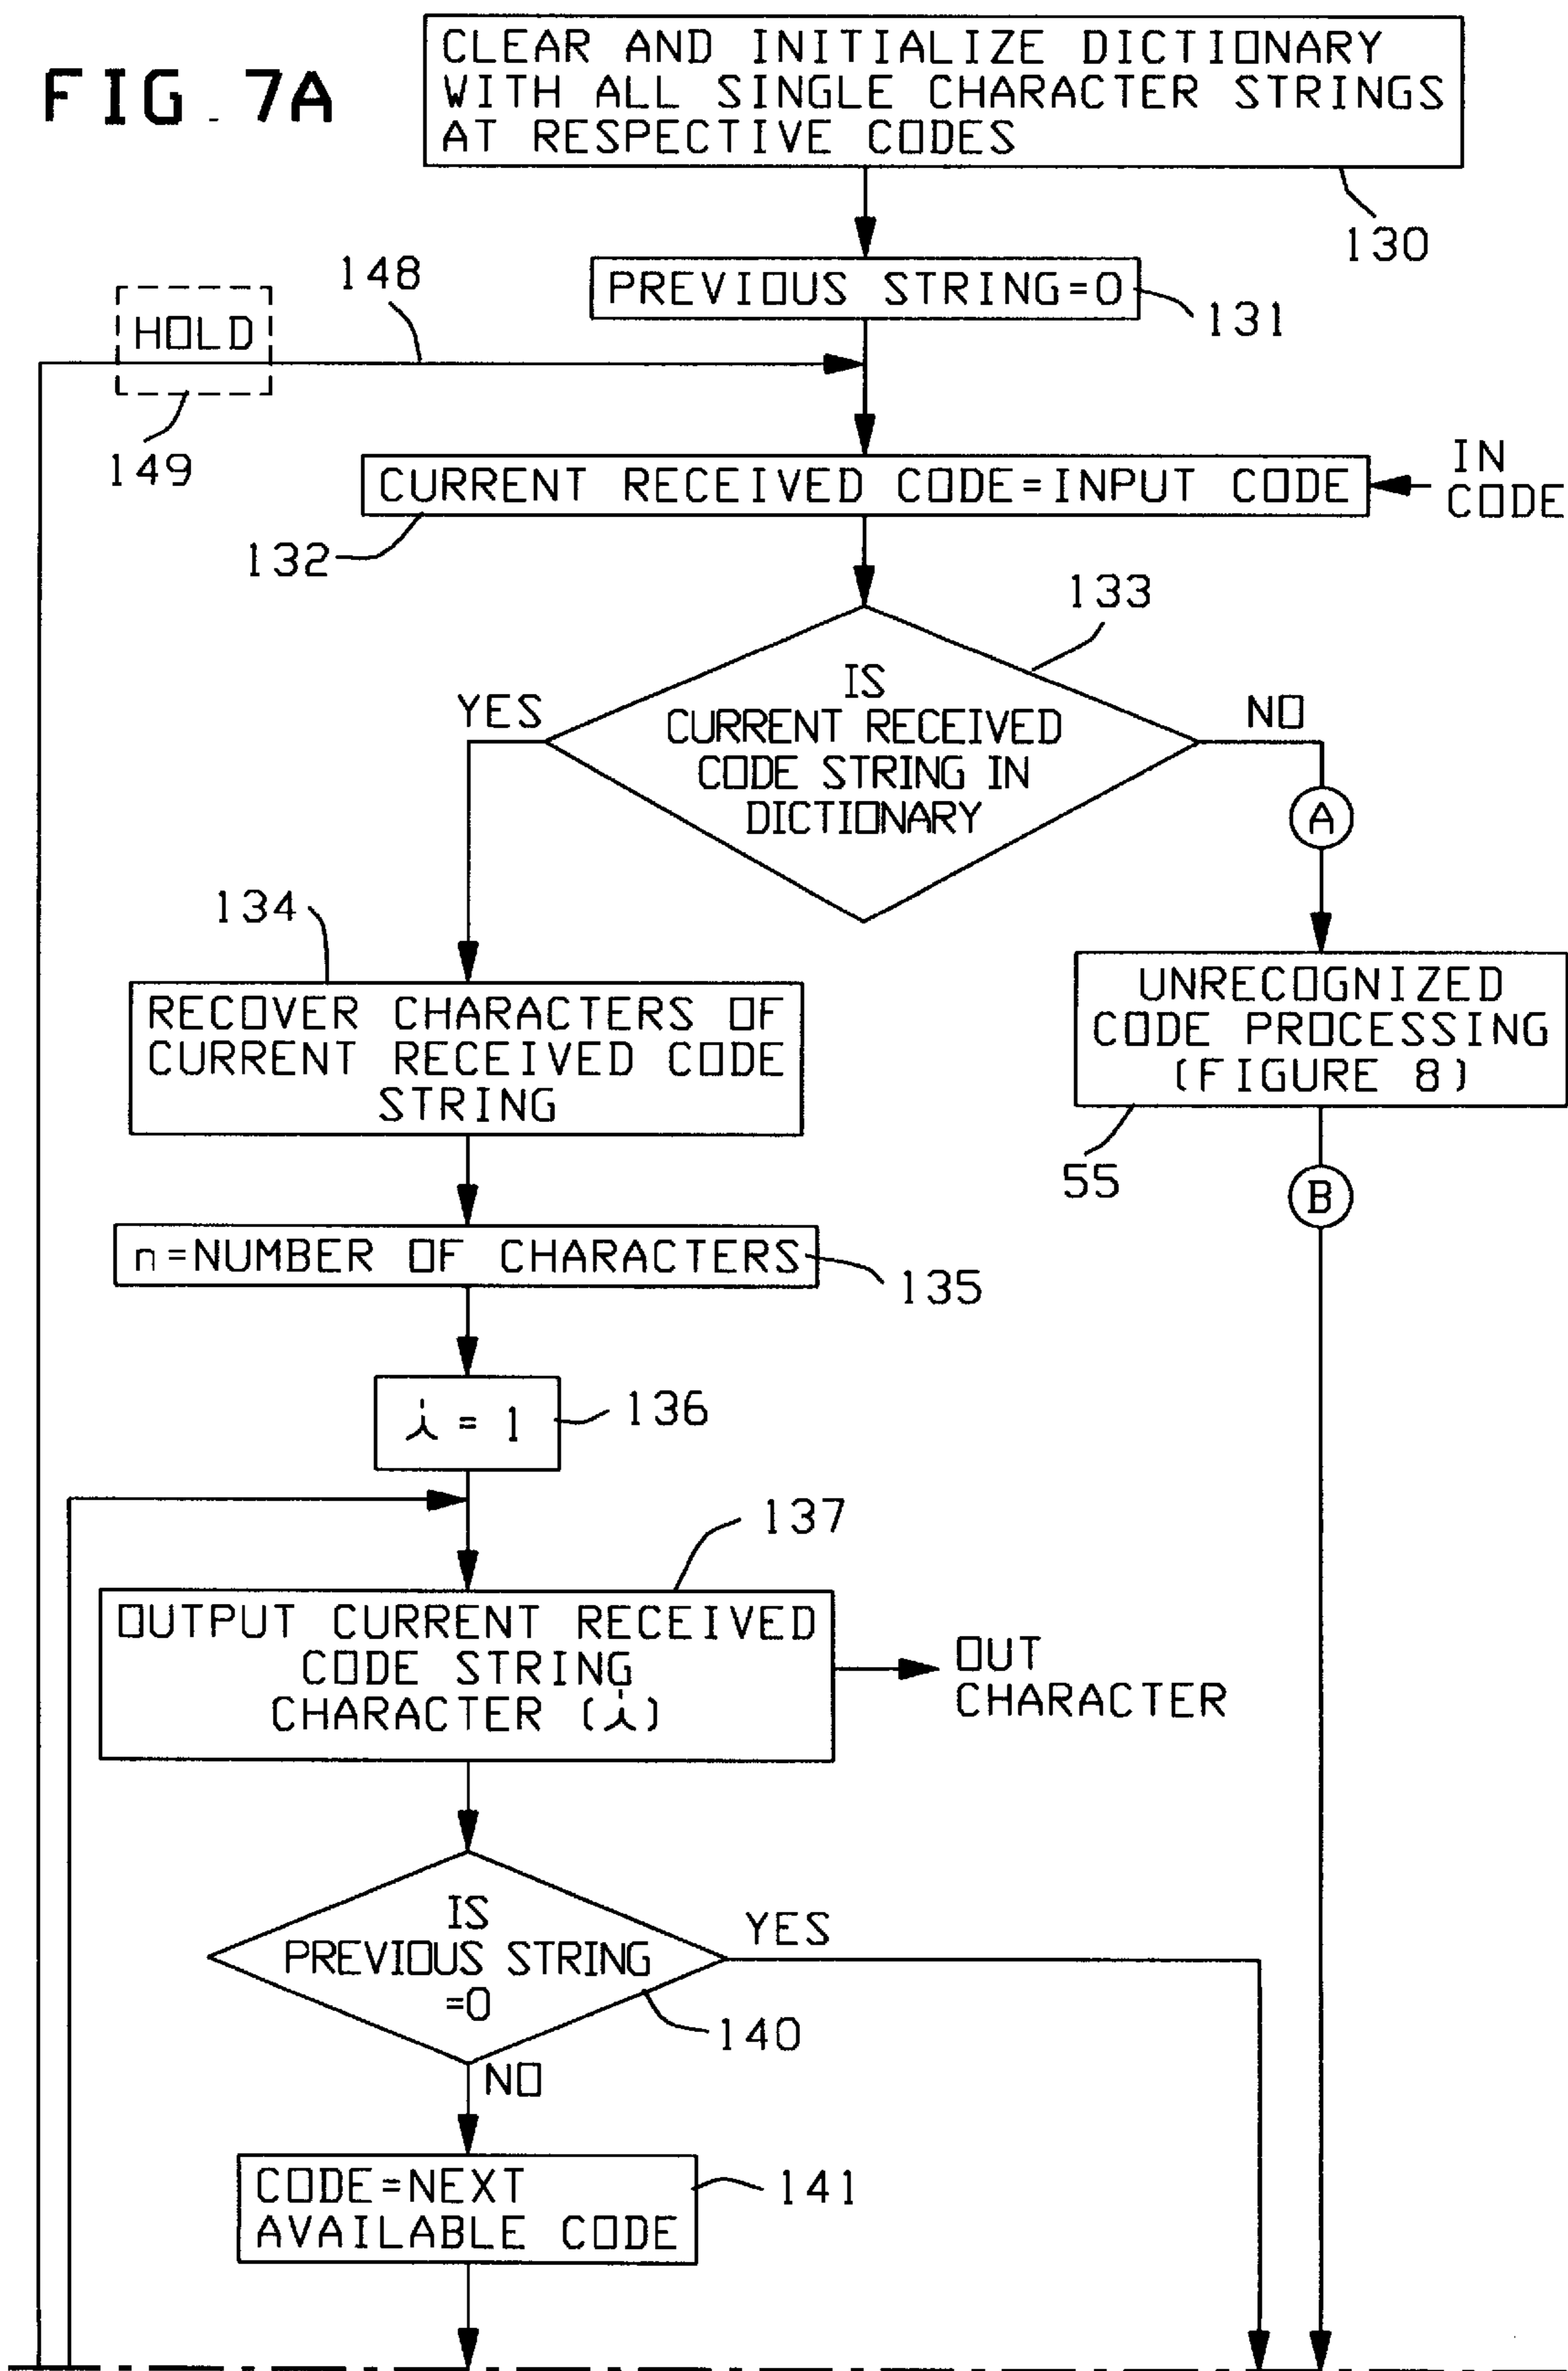 FIG. 7A
CLEAR AND INITIALIZE DICTIONARY
WITH ALL SINGLE CHARACTER STRINGS
AT RESPECTIVE CODES
130
PREVIOUS STRING=0
131
148
HOLD
149
CURRENT RECEIVED CODE=INPUT CODE
IN
CODE
132
133
IS
CURRENT RECEIVED
CODE STRING IN
DICTIONARY
YES
NO
A
134
RECOVER CHARACTERS OF
CURRENT RECEIVED CODE
STRING
UNRECOGNIZED
CODE PROCESSING
(FIGURE 8)
55
B
n=NUMBER OF CHARACTERS
135
i = 1
136
137
OUTPUT CURRENT RECEIVED
CODE STRING
CHARACTER (i)
OUT
CHARACTER
IS
PREVIOUS STRING
=0
YES
140
NO
CODE=NEXT
AVAILABLE CODE
141